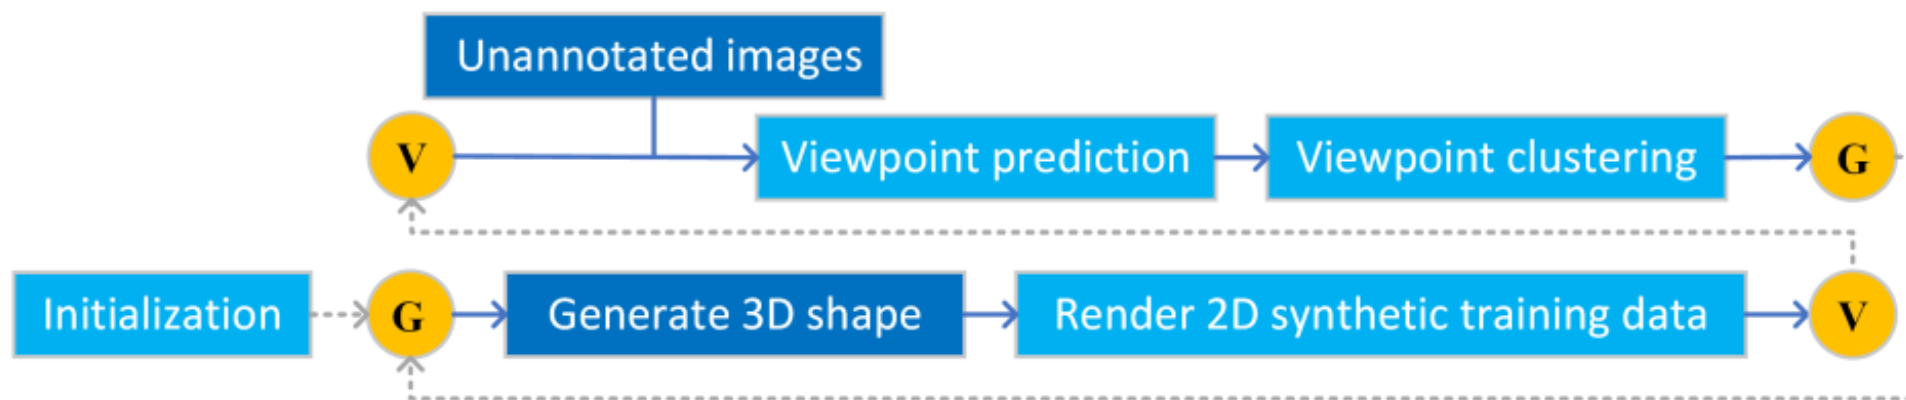 Unannotated images
V
Viewpoint prediction
Viewpoint clustering
G
Initialization
G
Generate 3D shape
Render 2D synthetic training data
V